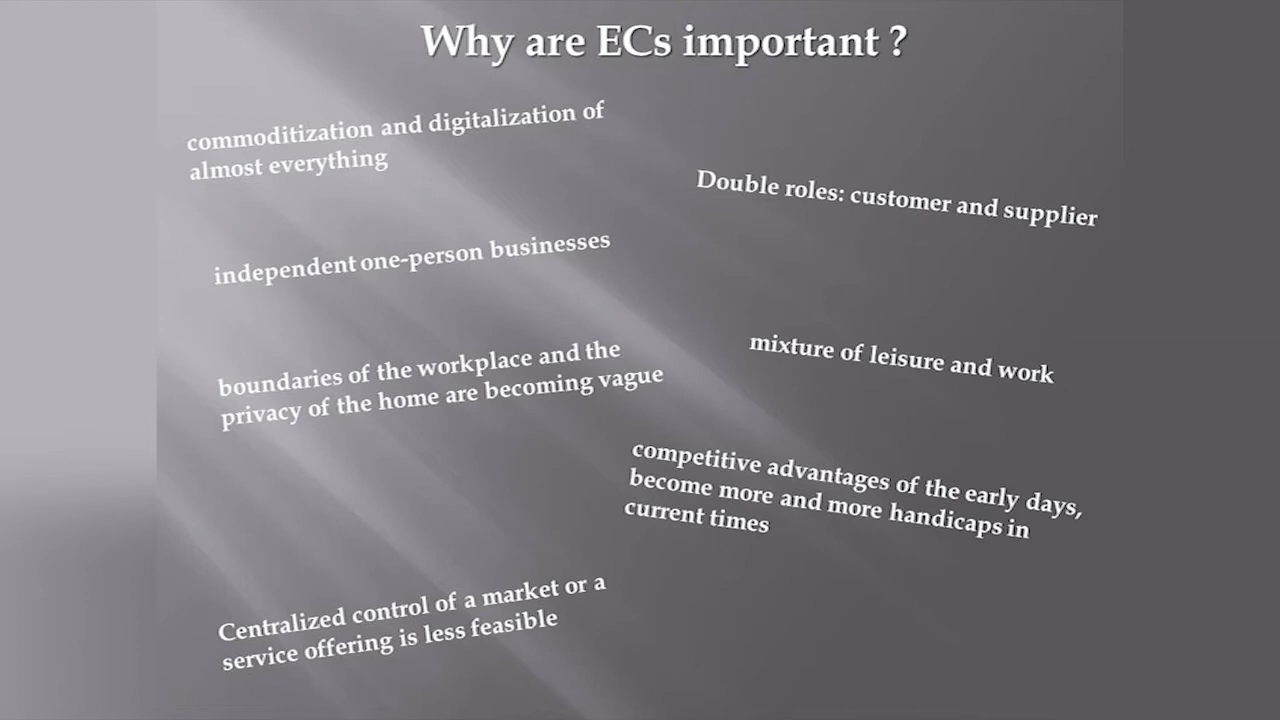 Why are ECs important ?
commoditization and digitalization of
almost everything
Double roles: customer and supplier
independent one-person businesses
mixture of leisure and work
boundaries of the workplace and the
privacy of the home are becoming vague
competitive advantages of the early days,
become more and more handicaps in
current times
Centralized control of a market or a
service offering is less feasible